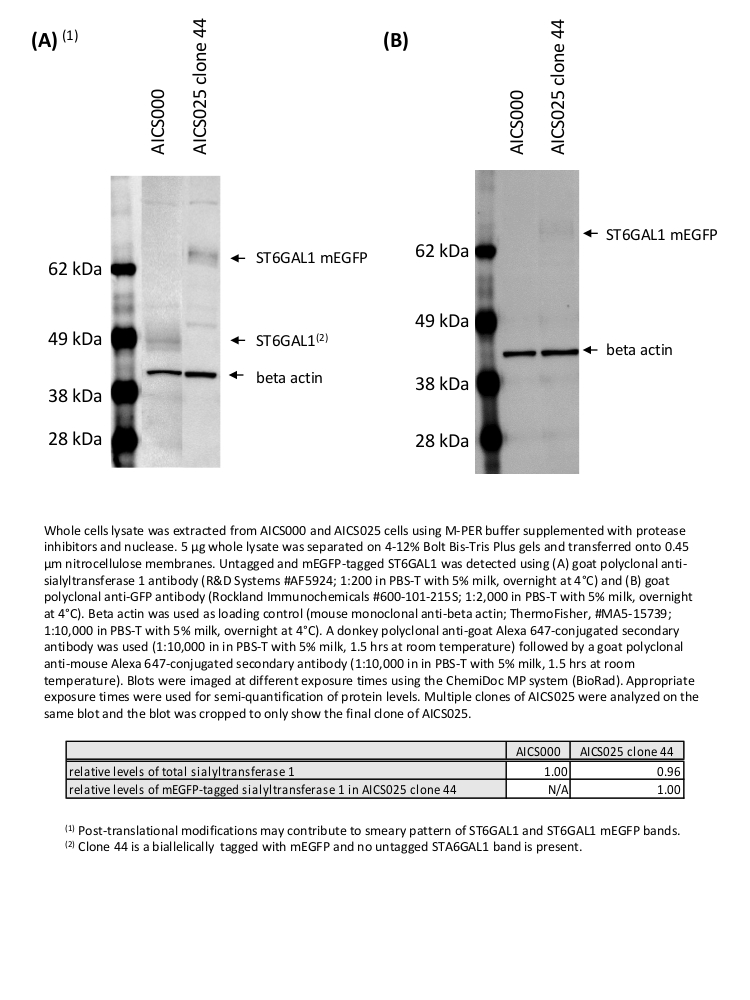 (A) (1)
AICS000
AICS025 clone 44
62 kDa
49 kDa
38 kDa
28 kDa
ST6GAL1 mEGFP
ST6GAL1(2)
beta actin
(B)
AICS000
AICS025 clone 44
62 kDa
49 kDa
38 kDa
28 kDa
ST6GAL1 mEGFP
beta actin
Whole cells lysate was extracted from AICS000 and AICS025 cells using M-PER buffer supplemented with protease
inhibitors and nuclease. 5 µg whole lysate was separated on 4-12% Bolt Bis-Tris Plus gels and transferred onto 0.45
µm nitrocellulose membranes. Untagged and mEGFP-tagged ST6GAL1 was detected using (A) goat polyclonal anti-
sialyltransferase 1 antibody (R&D Systems #AF5924; 1:200 in PBS-T with 5% milk, overnight at 4°C) and (B) goat
polyclonal anti-GFP antibody (Rockland Immunochemicals #600-101-215S; 1:2,000 in PBS-T with 5% milk, overnight
at 4°C). Beta actin was used as loading control (mouse monoclonal anti-beta actin; ThermoFisher, #MA5-15739;
1:10,000 in PBS-T with 5% milk, overnight at 4°C). A donkey polyclonal anti-goat Alexa 647-conjugated secondary
antibody was used (1:10,000 in in PBS-T with 5% milk, 1.5 hrs at room temperature) followed by a goat polyclonal
anti-mouse Alexa 647-conjugated secondary antibody (1:10,000 in in PBS-T with 5% milk, 1.5 hrs at room
temperature). Blots were imaged at different exposure times using the ChemiDoc MP system (BioRad). Appropriate
exposure times were used for semi-quantification of protein levels. Multiple clones of AICS025 were analyzed on the
same blot and the blot was cropped to only show the final clone of AICS025.
AICS000 AICS025 clone 44
relative levels of total sialyltransferase 1 1.00 0.96
relative levels of mEGFP-tagged sialyltransferase 1 in AICS025 clone 44 N/A 1.00
(1) Post-translational modifications may contribute to smeary pattern of ST6GAL1 and ST6GAL1 mEGFP bands.
(2) Clone 44 is a biallelically tagged with mEGFP and no untagged STA6GAL1 band is present.